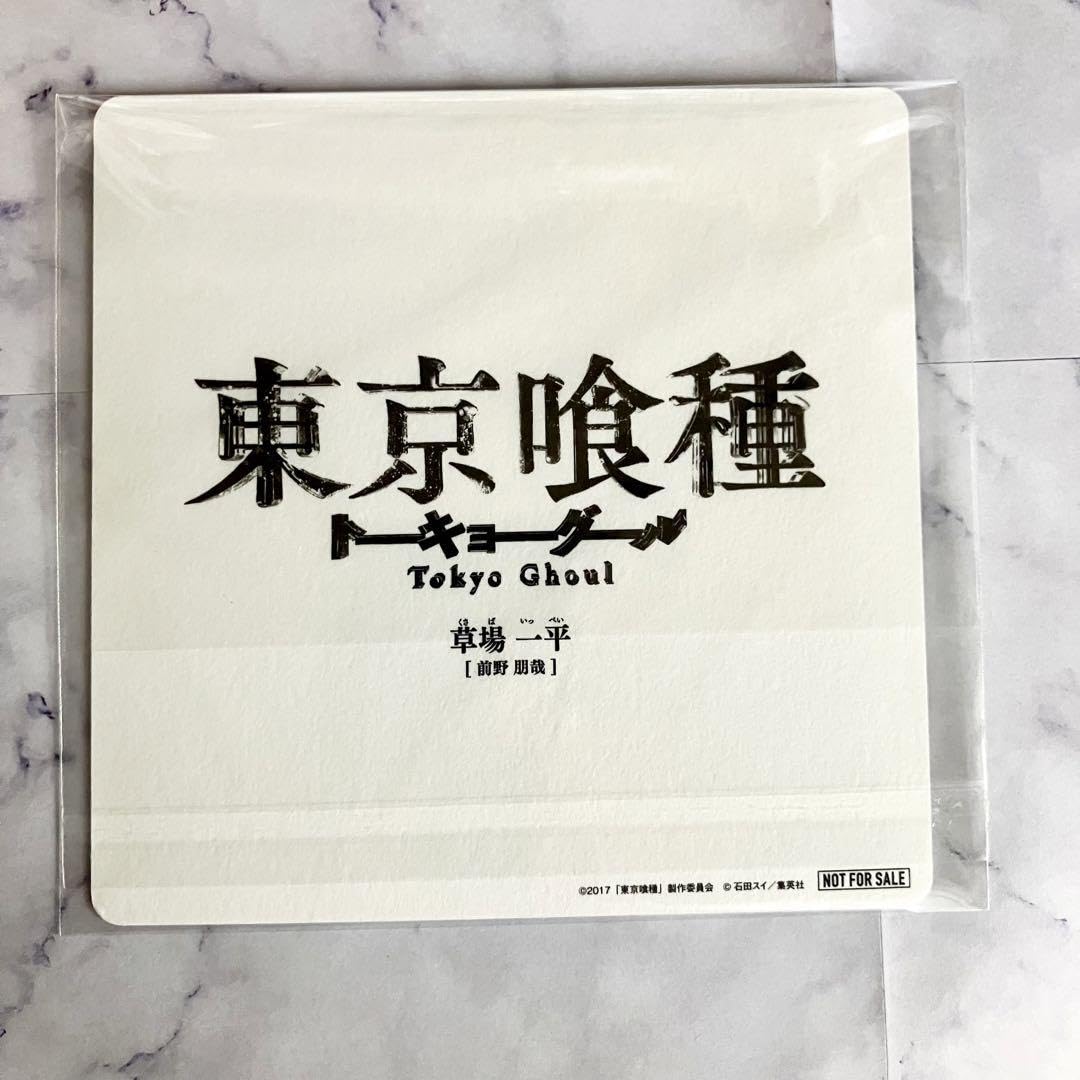 東京喰種
トーキョーグール
Tokyo Ghoul
くさ ば いっ ぺい
草場 一平
[ 前野 朋哉 ]
©2017「東京喰種」製作委員会 © 石田スイ／集英社 NOT FOR SALE